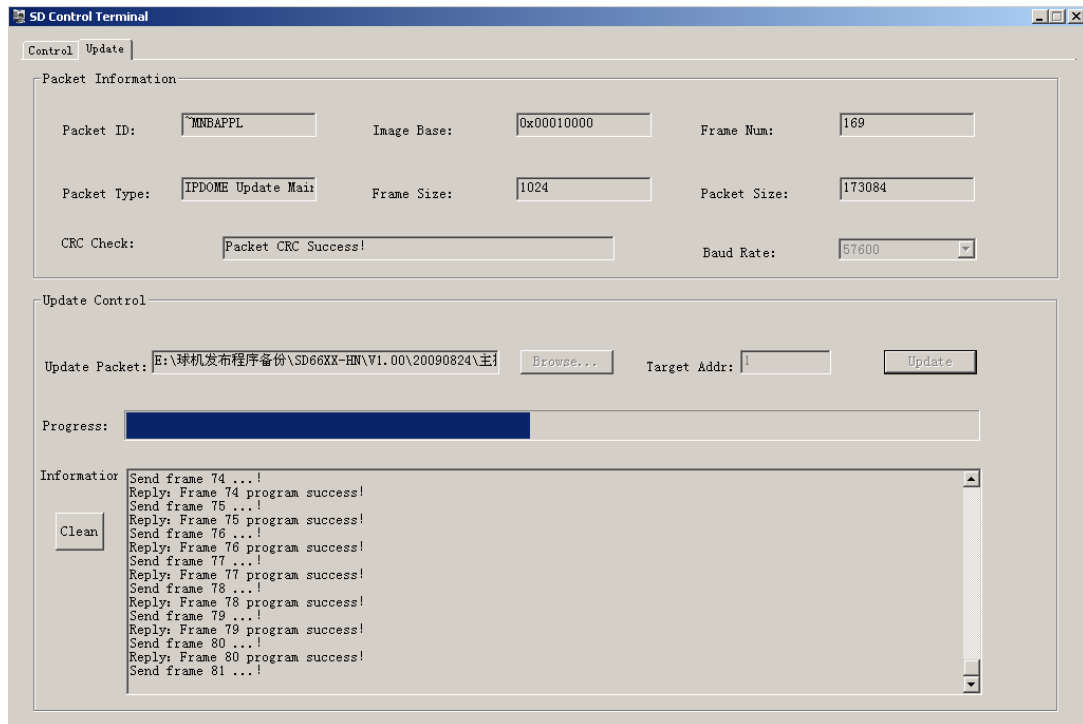 SD Control Terminal
Control Update
Packet Information
Packet ID: ~MNBAPPL Image Base: 0x00010000 Frame Num: 169
Packet Type: IPDOME Update Mai Frame Size: 1024 Packet Size: 173084
CRC Check: Packet CRC Success! Baud Rate: 57600
Update Control
Update Packet: E:\球机发布程序备份\SD66XX-HN\V1.00\20090824\主 Browse... Target Addr: 1 Update
Progress:
Information
Send frame 74 ...!
Reply: Frame 74 program success!
Send frame 75 ...!
Reply: Frame 75 program success!
Clean
Send frame 76 ...!
Reply: Frame 76 program success!
Send frame 77 ...!
Reply: Frame 77 program success!
Send frame 78 ...!
Reply: Frame 78 program success!
Send frame 79 ...!
Reply: Frame 79 program success!
Send frame 80 ...!
Reply: Frame 80 program success!
Send frame 81 ...!